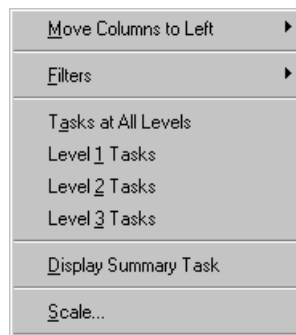 Move Columns to Left
Filters
Tasks at All Levels
Level 1 Tasks
Level 2 Tasks
Level 3 Tasks
Display Summary Task
Scale...